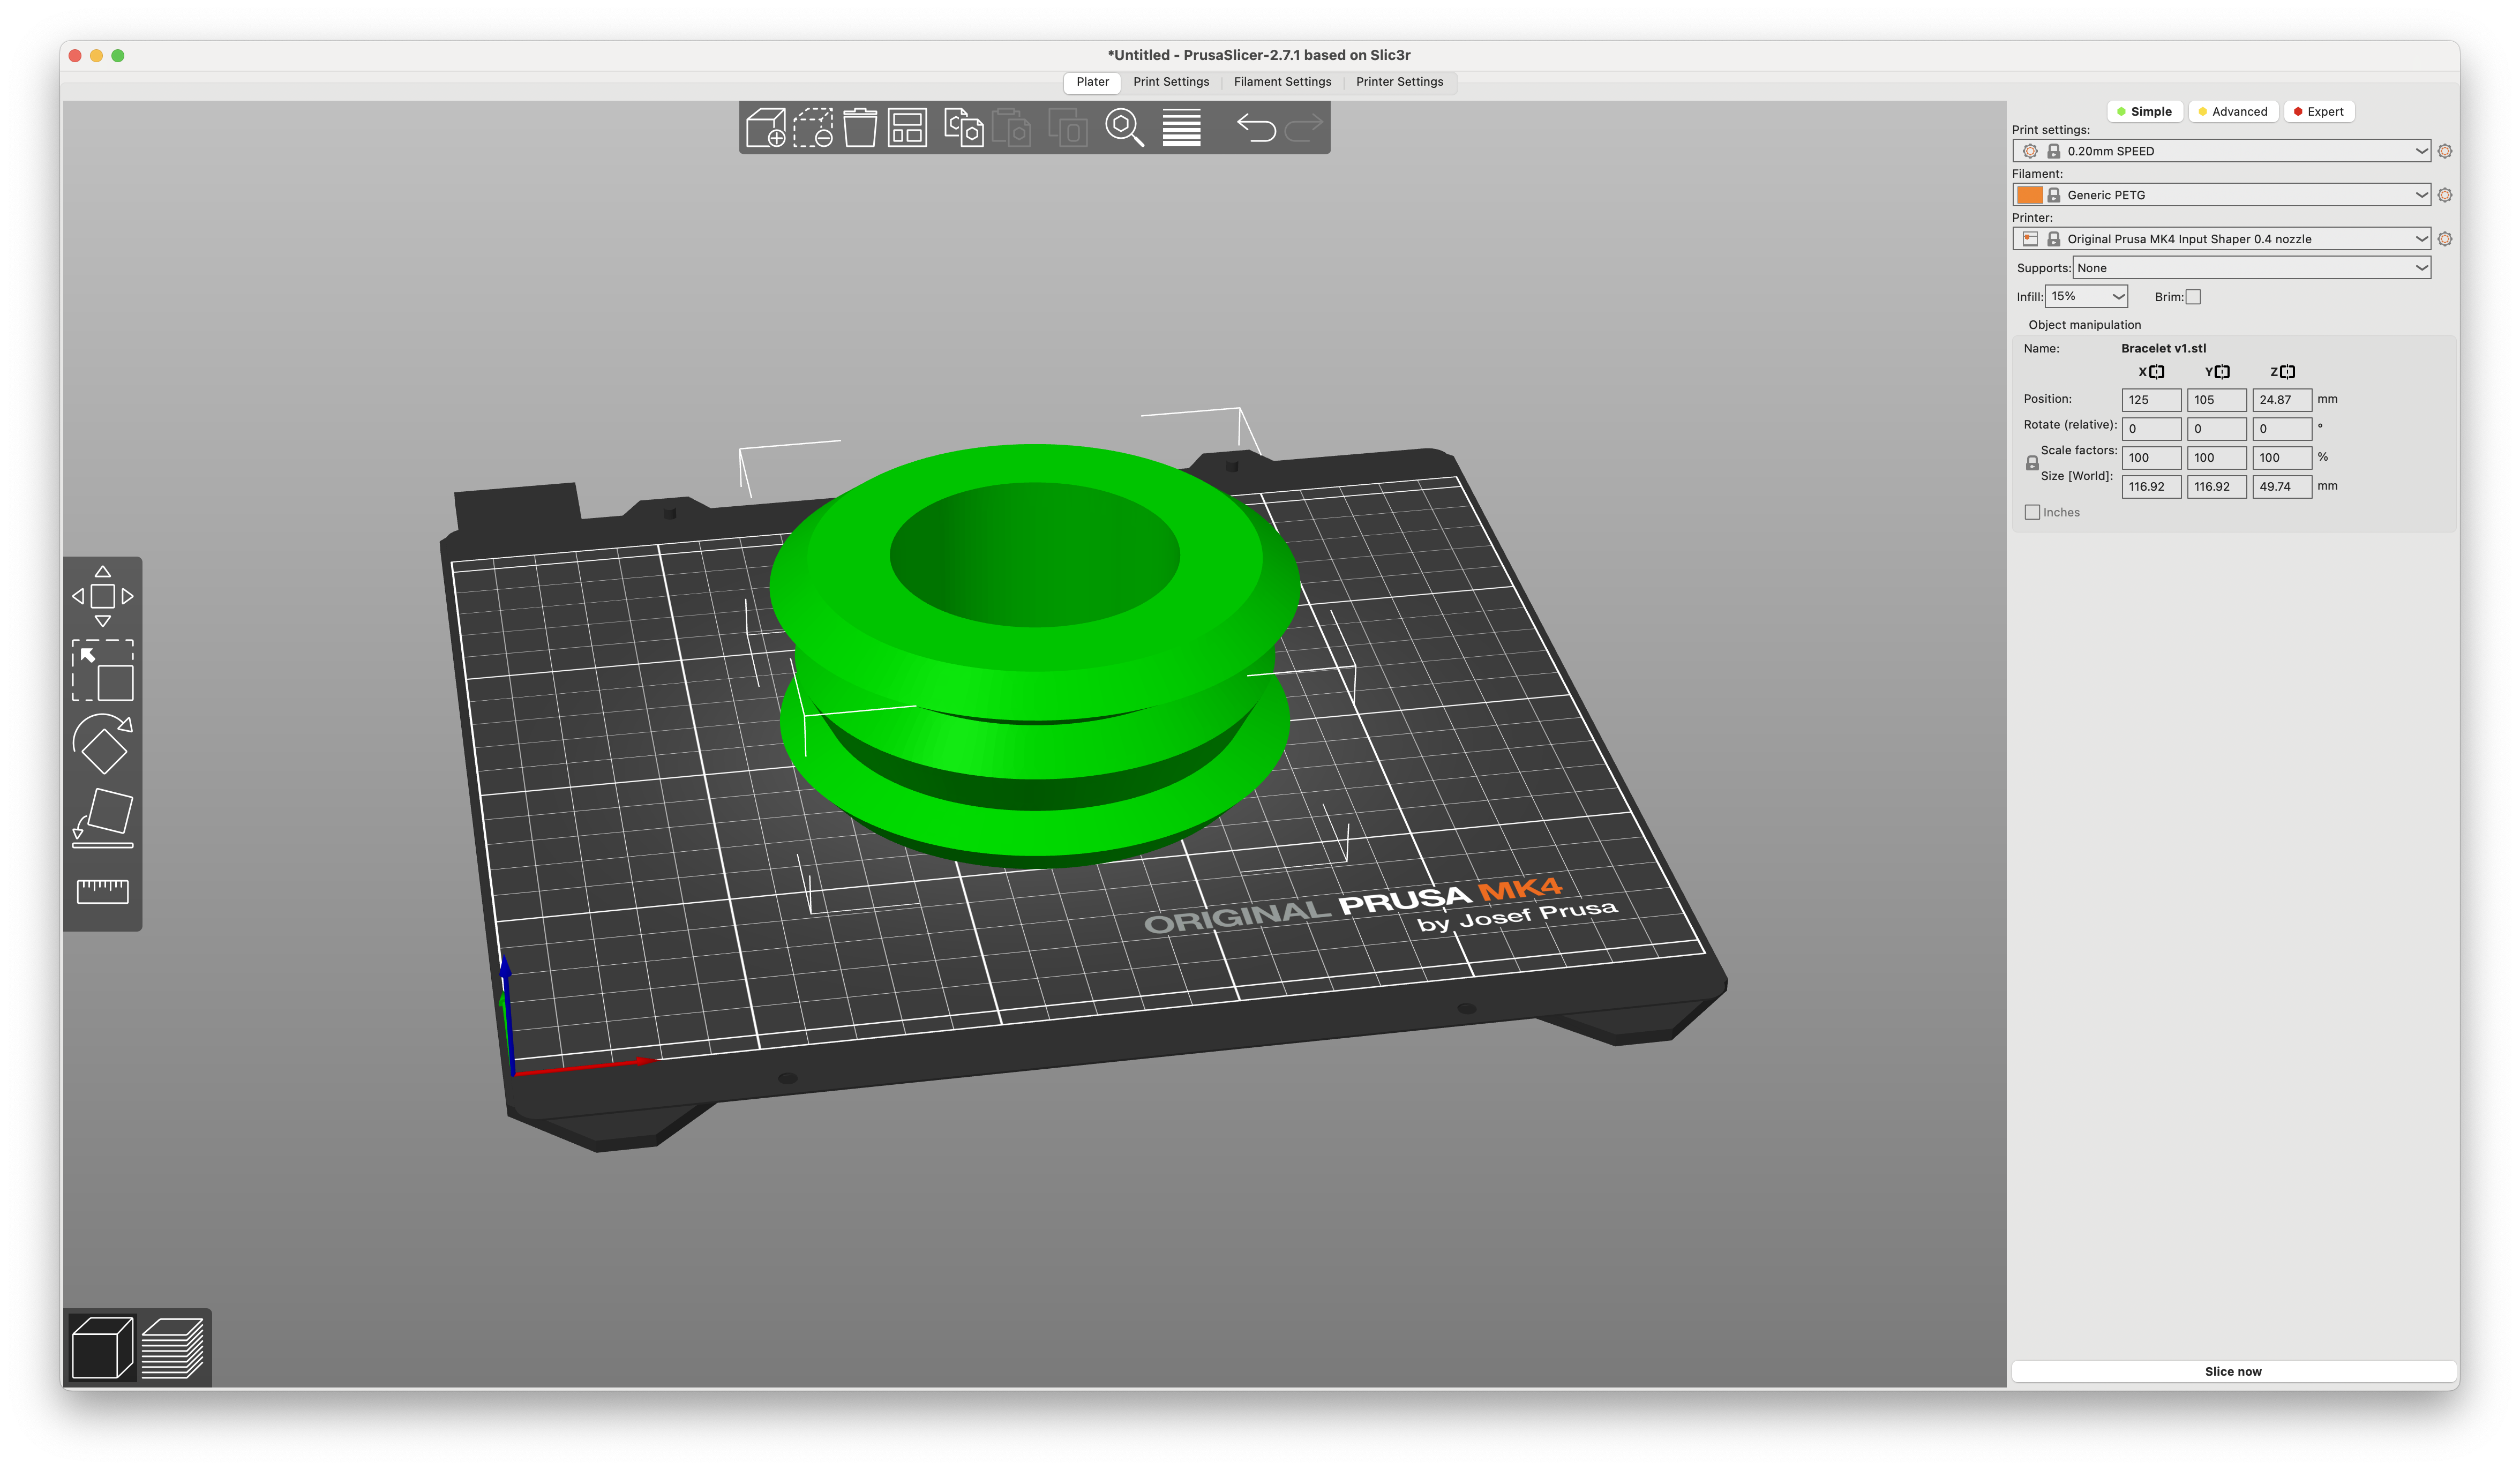 *Untitled - PrusaSlicer-2.7.1 based on Slic3r
Plater Print Settings Filament Settings Printer Settings
Simple Advanced Expert
Print settings:
0.20mm SPEED
Filament:
Generic PETG
Printer:
Original Prusa MK4 Input Shaper 0.4 nozzle
Supports: None
Infill: 15% Brim:
Object manipulation
Name: Bracelet v1.stl
X Y Z
Position: 125 105 24.87 mm
Rotate (relative): 0 0 0 °
Scale factors: 100 100 100 %
Size [World]: 116.92 116.92 49.74 mm
Inches
ORIGINAL PRUSA MK4
by Josef Prusa
Slice now